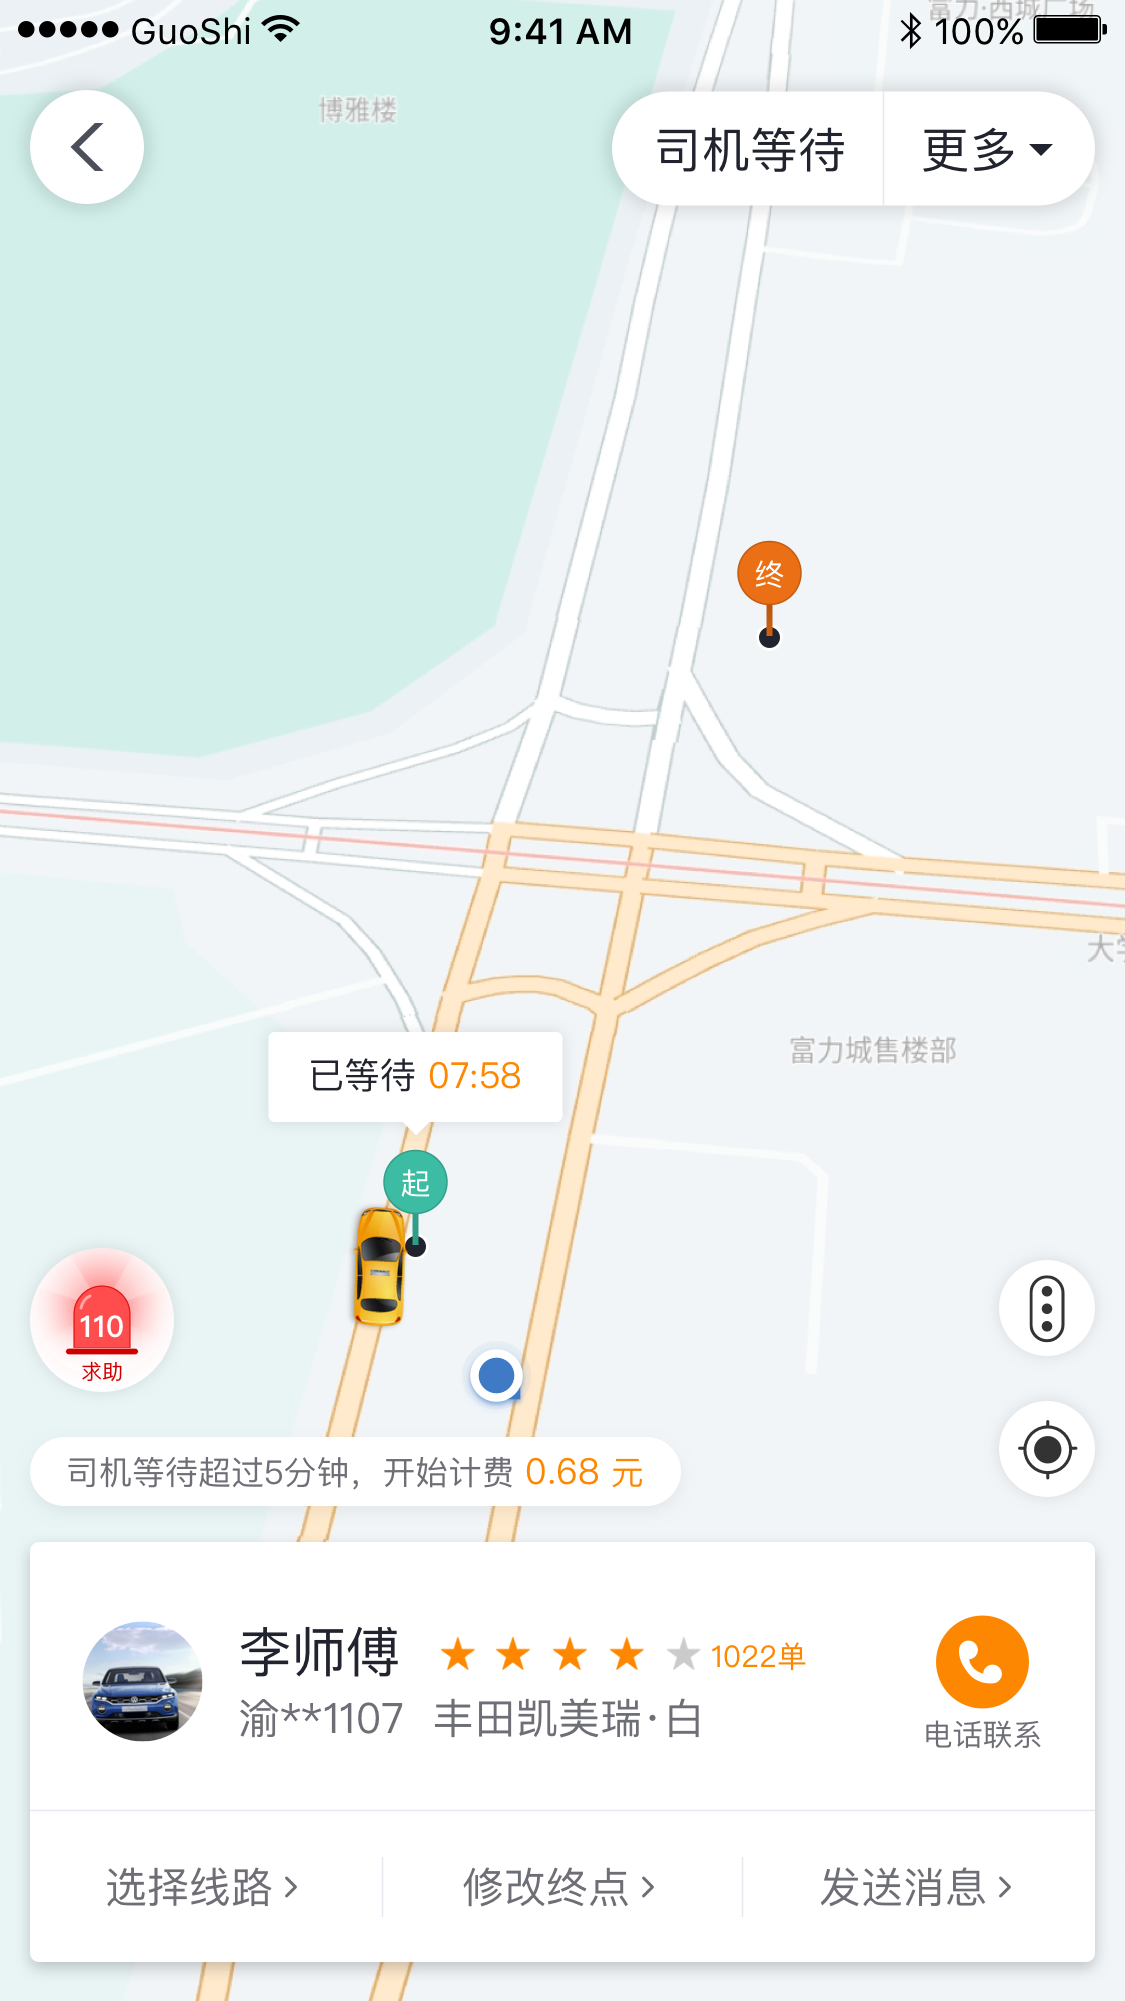 GuoShi 9:41 AM 100%
富力·西城广场
博雅楼
司机等待 更多
终
大学
富力城售楼部
已等待 07:58
起
110
求助
司机等待超过5分钟，开始计费 0.68 元
李师傅 1022单
渝**1107 丰田凯美瑞·白
电话联系
选择线路 修改终点 发送消息